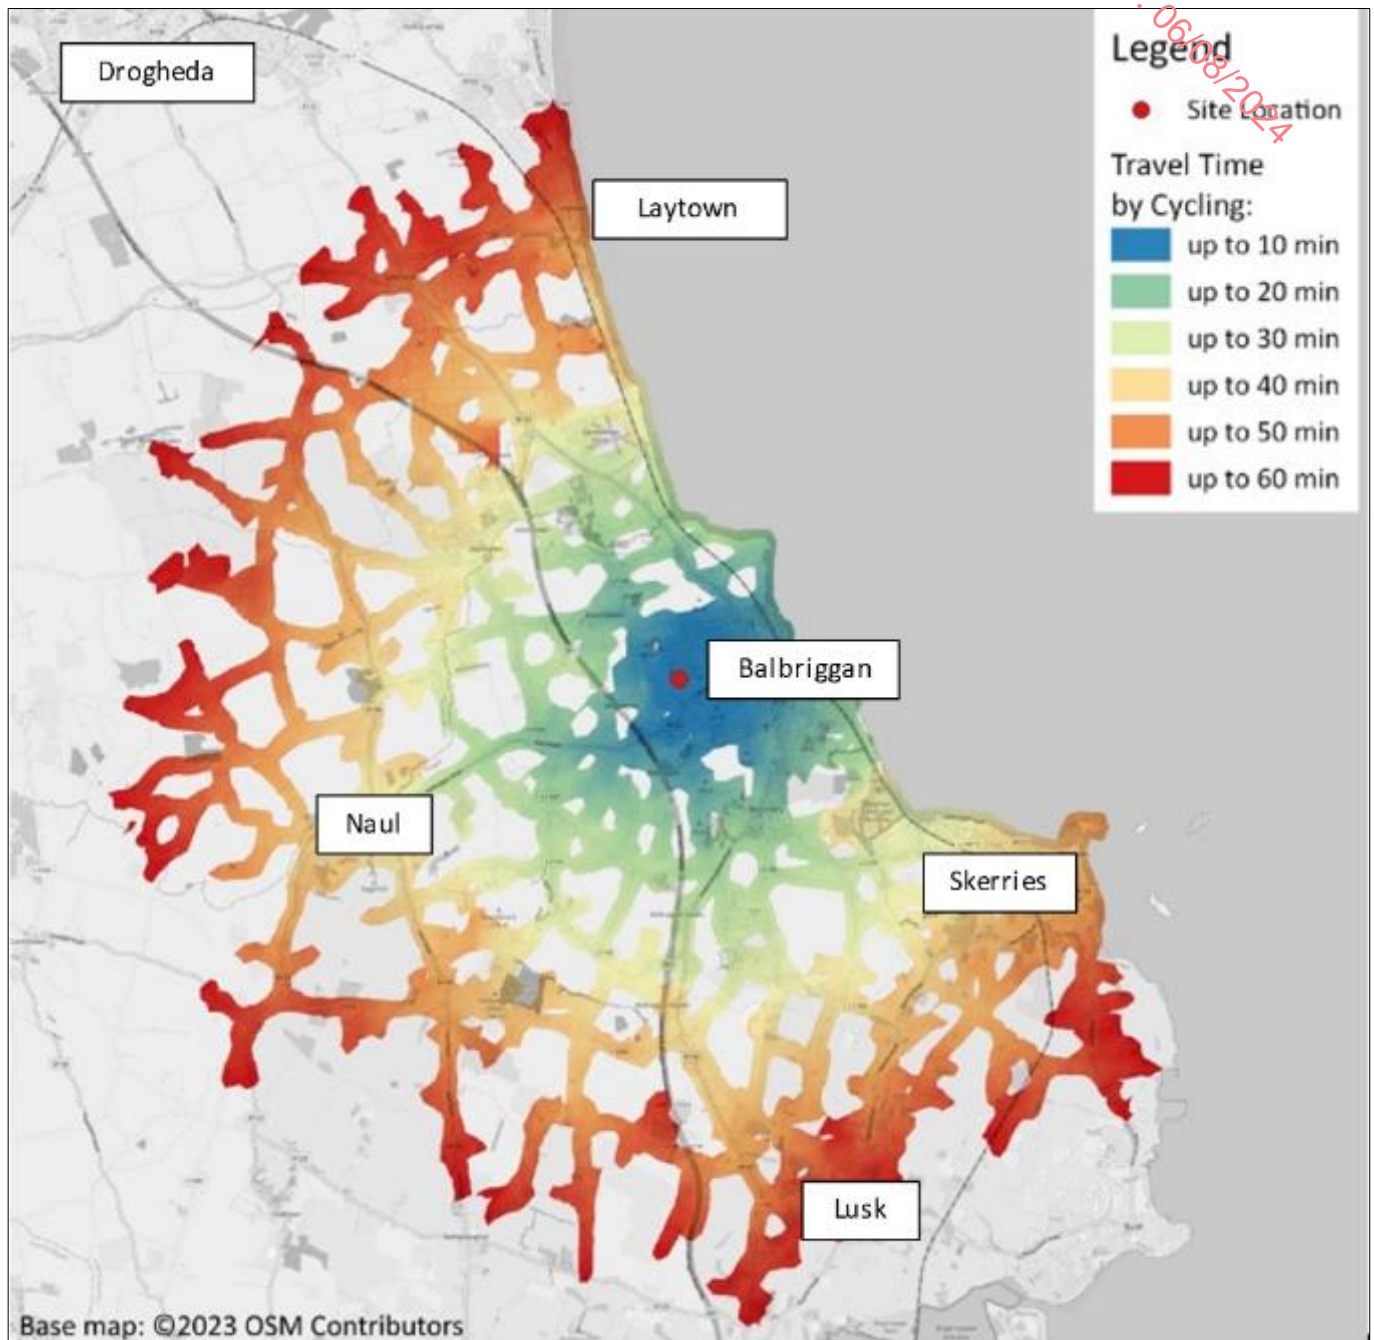 Drogheda
Laytown
Balbriggan
Naul
Skerries
Lusk
Legend
Site Location
Travel Time
by Cycling:
up to 10 min
up to 20 min
up to 30 min
up to 40 min
up to 50 min
up to 60 min
06/08/2024
Base map: ©2023 OSM Contributors